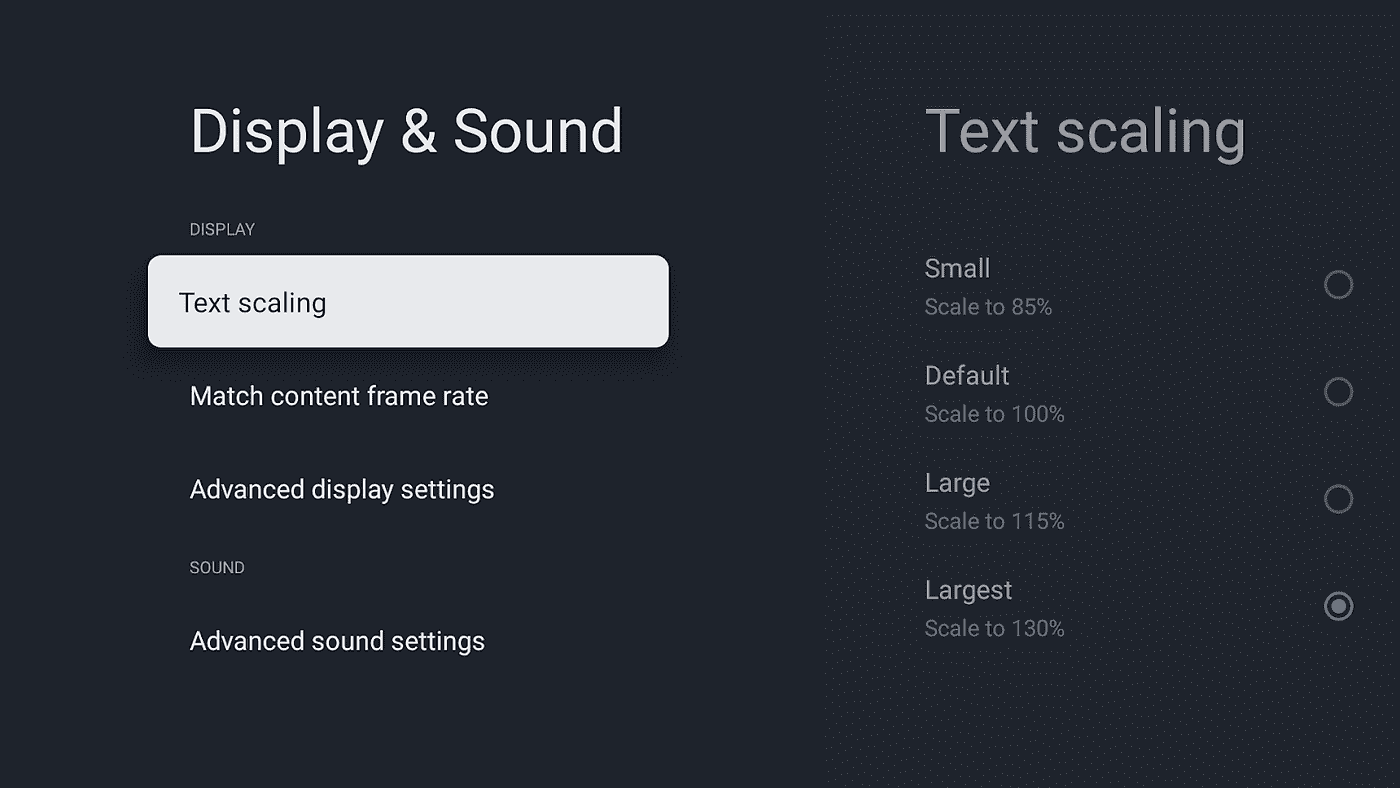 Display & Sound
DISPLAY
Text scaling
Match content frame rate
Advanced display settings
SOUND
Advanced sound settings
Text scaling
Small
Scale to 85%
Default
Scale to 100%
Large
Scale to 115%
Largest
Scale to 130%